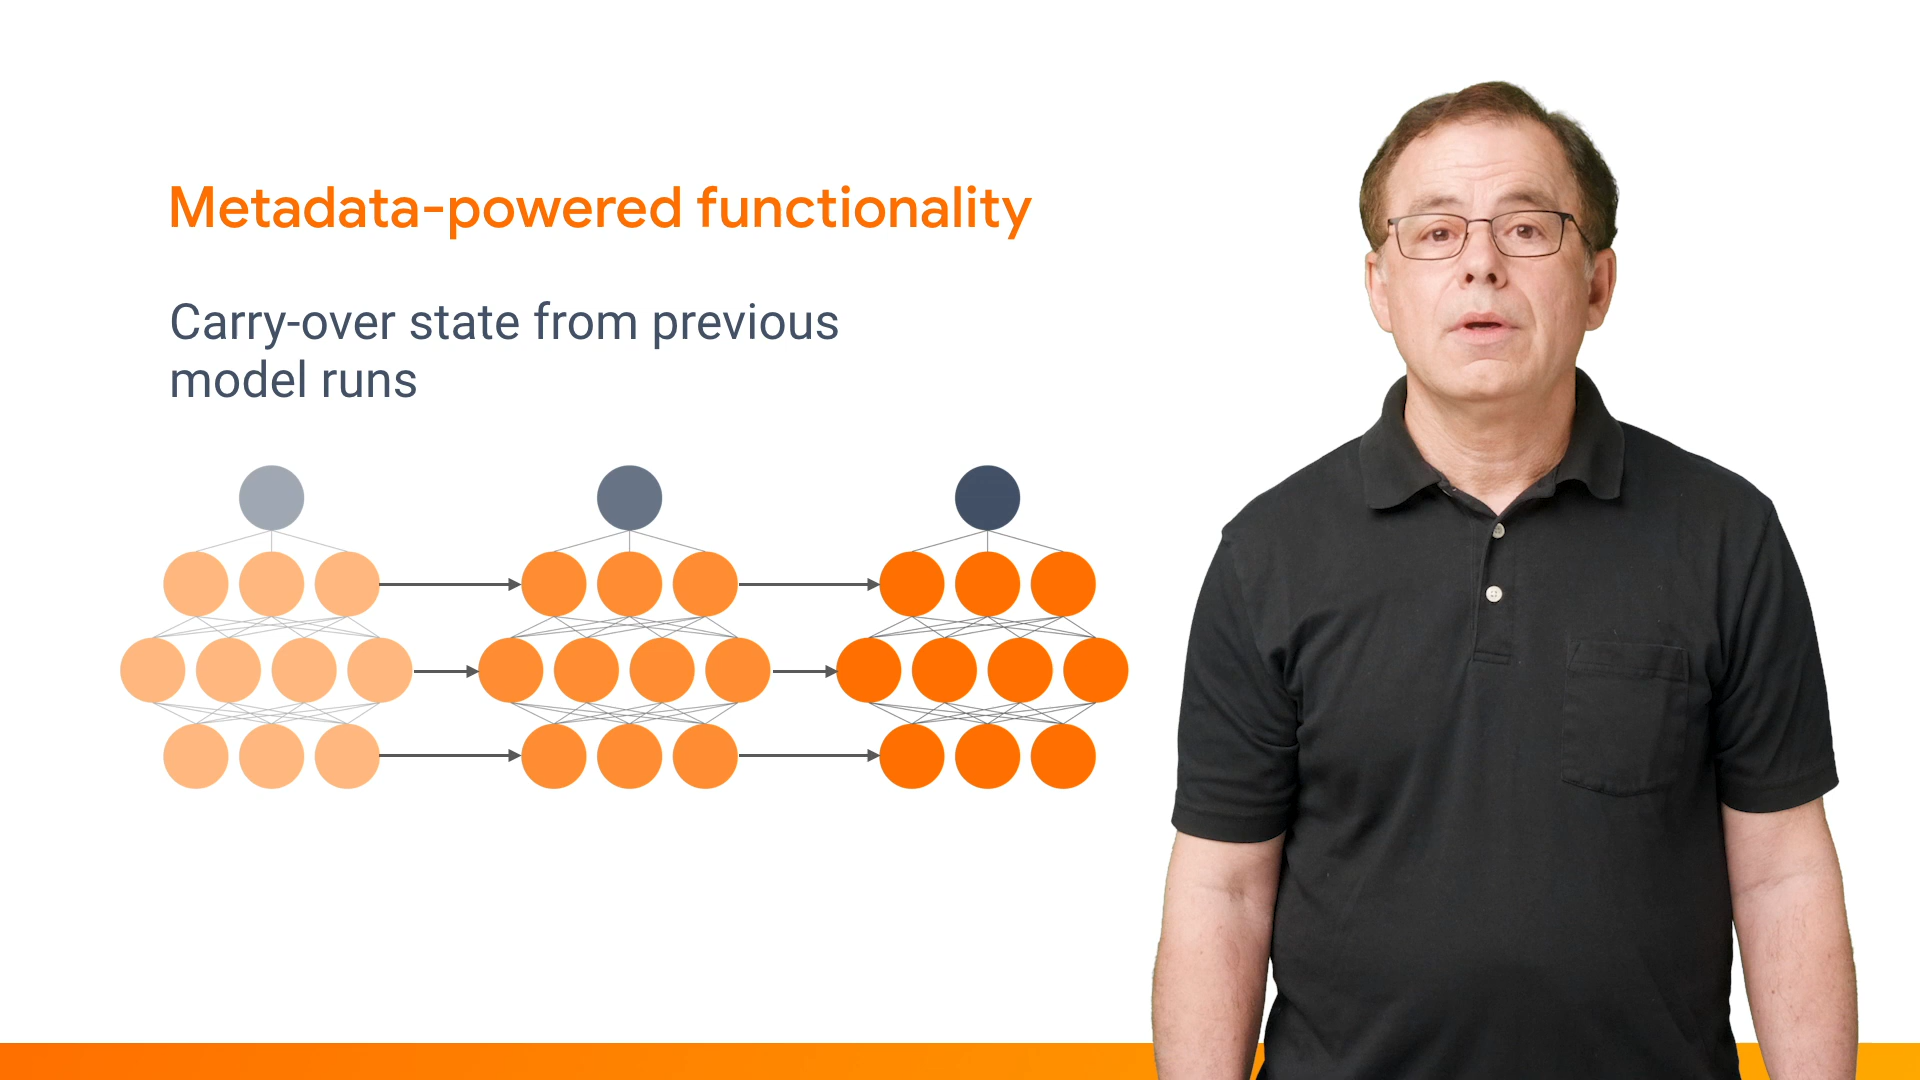 Metadata-powered functionality
Carry-over state from previous
model runs